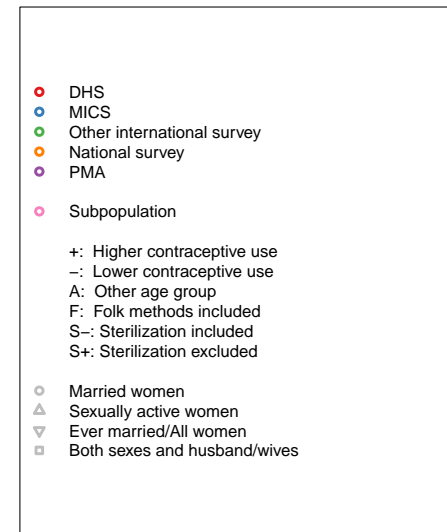 DHS
MICS
Other international survey
National survey
PMA
Subpopulation
+: Higher contraceptive use
−: Lower contraceptive use
A: Other age group
F: Folk methods included
S−: Sterilization included
S+: Sterilization excluded
Married women
Sexually active women
Ever married/All women
Both sexes and husband/wives